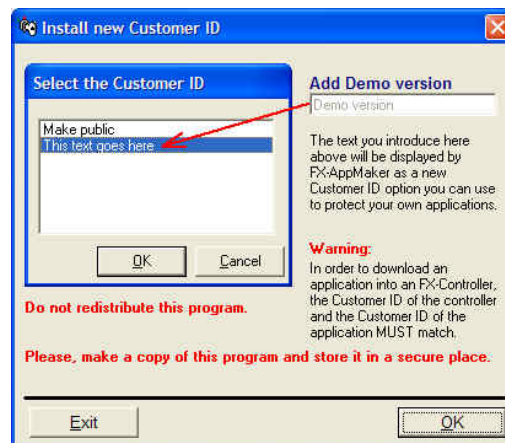 Install new Customer ID
Select the Customer ID
Make public
This text goes here
OK
Cancel
Add Demo version
Demo version
The text you introduce here
above will be displayed by
FX-AppMaker as a new
Customer ID option you can use
to protect your own applications.
Warning:
In order to download an
application into an FX-Controller,
the Customer ID of the controller
and the Customer ID of the
application MUST match.
Do not redistribute this program.
Please, make a copy of this program and store it in a secure place.
Exit
OK